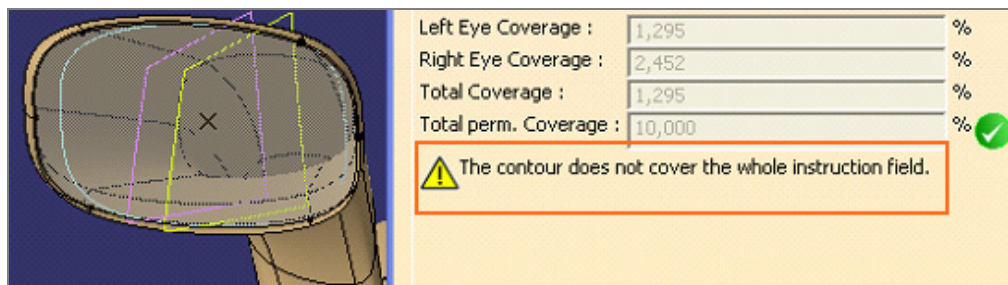 Left Eye Coverage : 1,295 %
Right Eye Coverage : 2,452 %
Total Coverage : 1,295 %
Total perm. Coverage : 10,000 %
The contour does not cover the whole instruction field.